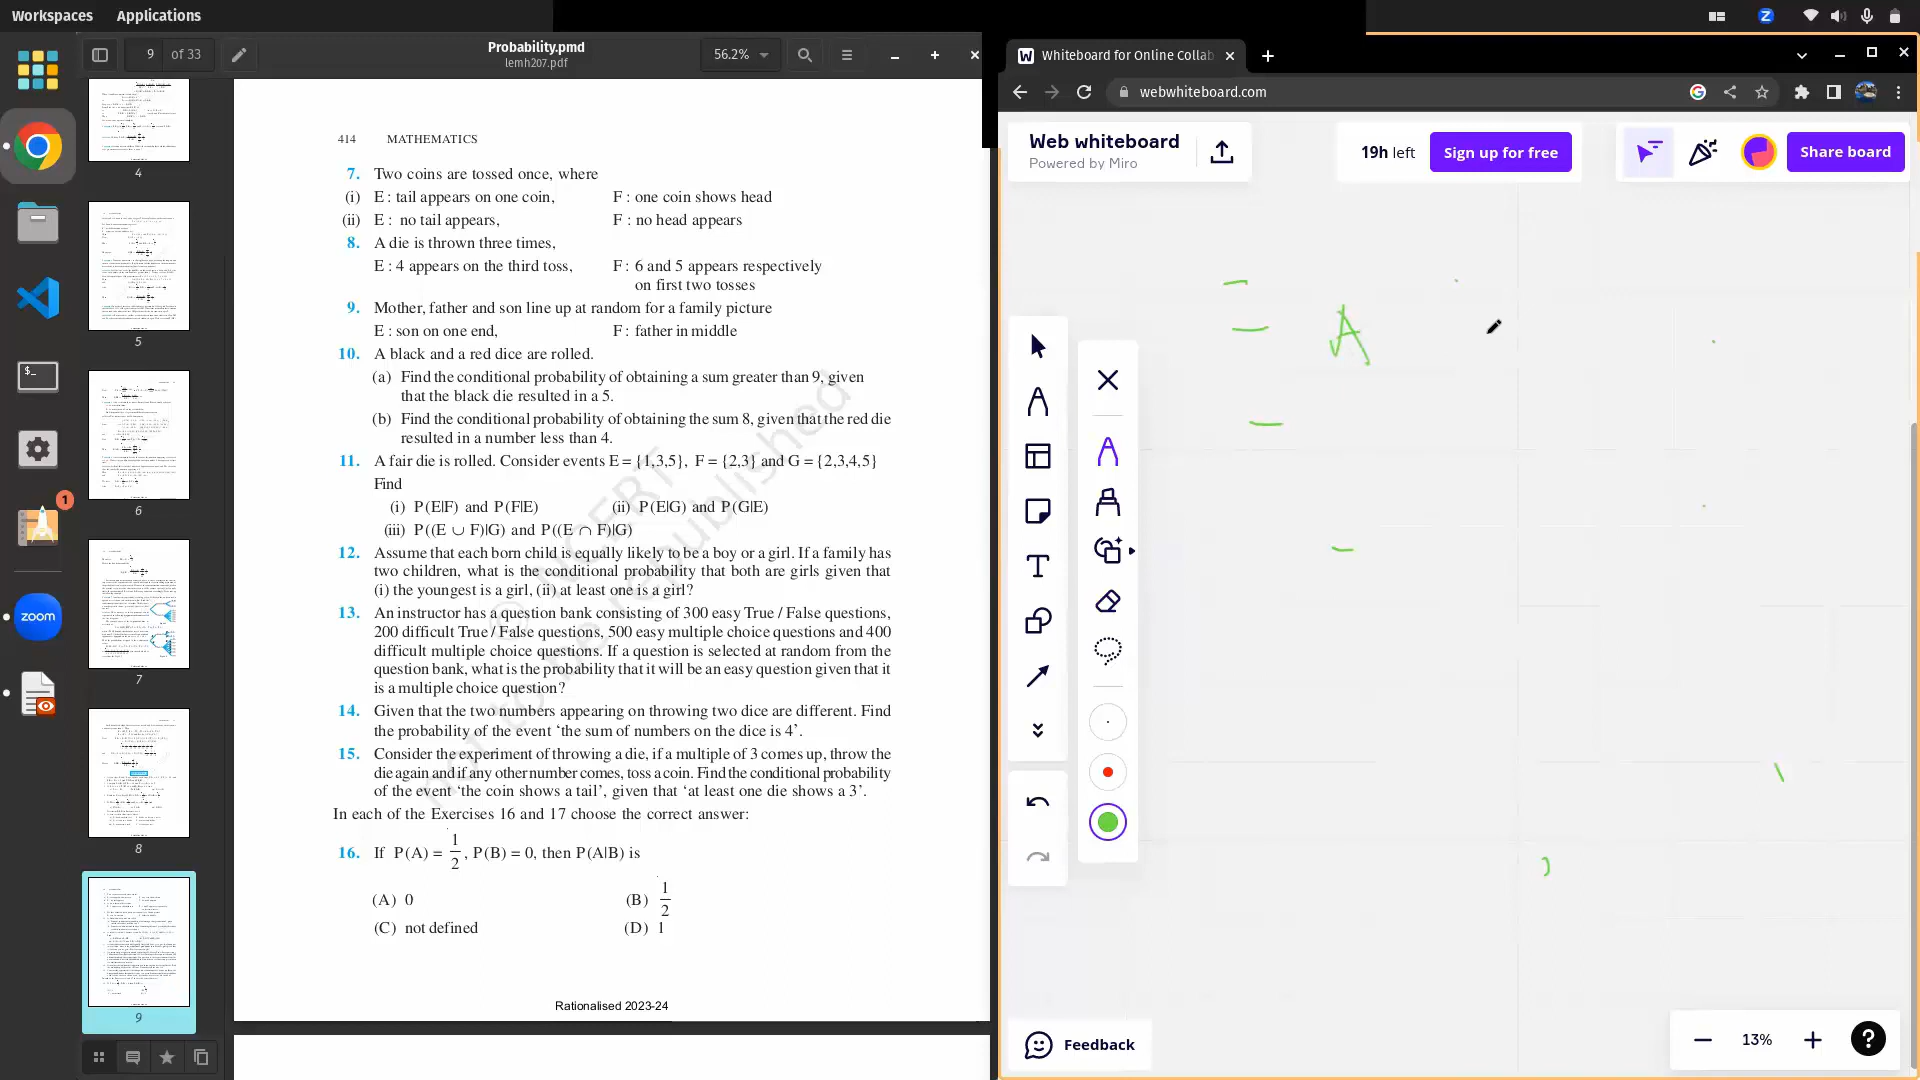 Workspaces Applications
9 of 33
Probability.pmd
lemh207.pdf
56.2%
4
5
6
7
8
9
1
zoom
414 MATHEMATICS
7. Two coins are tossed once, where
(i) E : tail appears on one coin, F : one coin shows head
(ii) E : no tail appears, F : no head appears
8. A die is thrown three times,
E : 4 appears on the third toss, F : 6 and 5 appears respectively
on first two tosses
9. Mother, father and son line up at random for a family picture
E : son on one end, F : father in middle
10. A black and a red dice are rolled.
(a) Find the conditional probability of obtaining a sum greater than 9, given
that the black die resulted in a 5.
(b) Find the conditional probability of obtaining the sum 8, given that the red die
resulted in a number less than 4.
11. A fair die is rolled. Consider events E = {1,3,5}, F = {2,3} and G = {2,3,4,5}
Find
(i) P(E|F) and P(F|E) (ii) P(E|G) and P(G|E)
(iii) P((E ∪ F)|G) and P((E ∩ F)|G)
12. Assume that each born child is equally likely to be a boy or a girl. If a family has
two children, what is the conditional probability that both are girls given that
(i) the youngest is a girl, (ii) at least one is a girl?
13. An instructor has a question bank consisting of 300 easy True / False questions,
200 difficult True / False questions, 500 easy multiple choice questions and 400
difficult multiple choice questions. If a question is selected at random from the
question bank, what is the probability that it will be an easy question given that it
is a multiple choice question?
14. Given that the two numbers appearing on throwing two dice are different. Find
the probability of the event ‘the sum of numbers on the dice is 4’.
15. Consider the experiment of throwing a die, if a multiple of 3 comes up, throw the
die again and if any other number comes, toss a coin. Find the conditional probability
of the event ‘the coin shows a tail’, given that ‘at least one die shows a 3’.
In each of the Exercises 16 and 17 choose the correct answer:
16. If P(A) = 1/2, P(B) = 0, then P(A|B) is
(A) 0 (B) 1/2
(C) not defined (D) 1
© NCERT
not to be republished
Rationalised 2023-24
Whiteboard for Online Collab
webwhiteboard.com
Web whiteboard
Powered by Miro
19h left Sign up for free
Share board
A
Feedback
13%